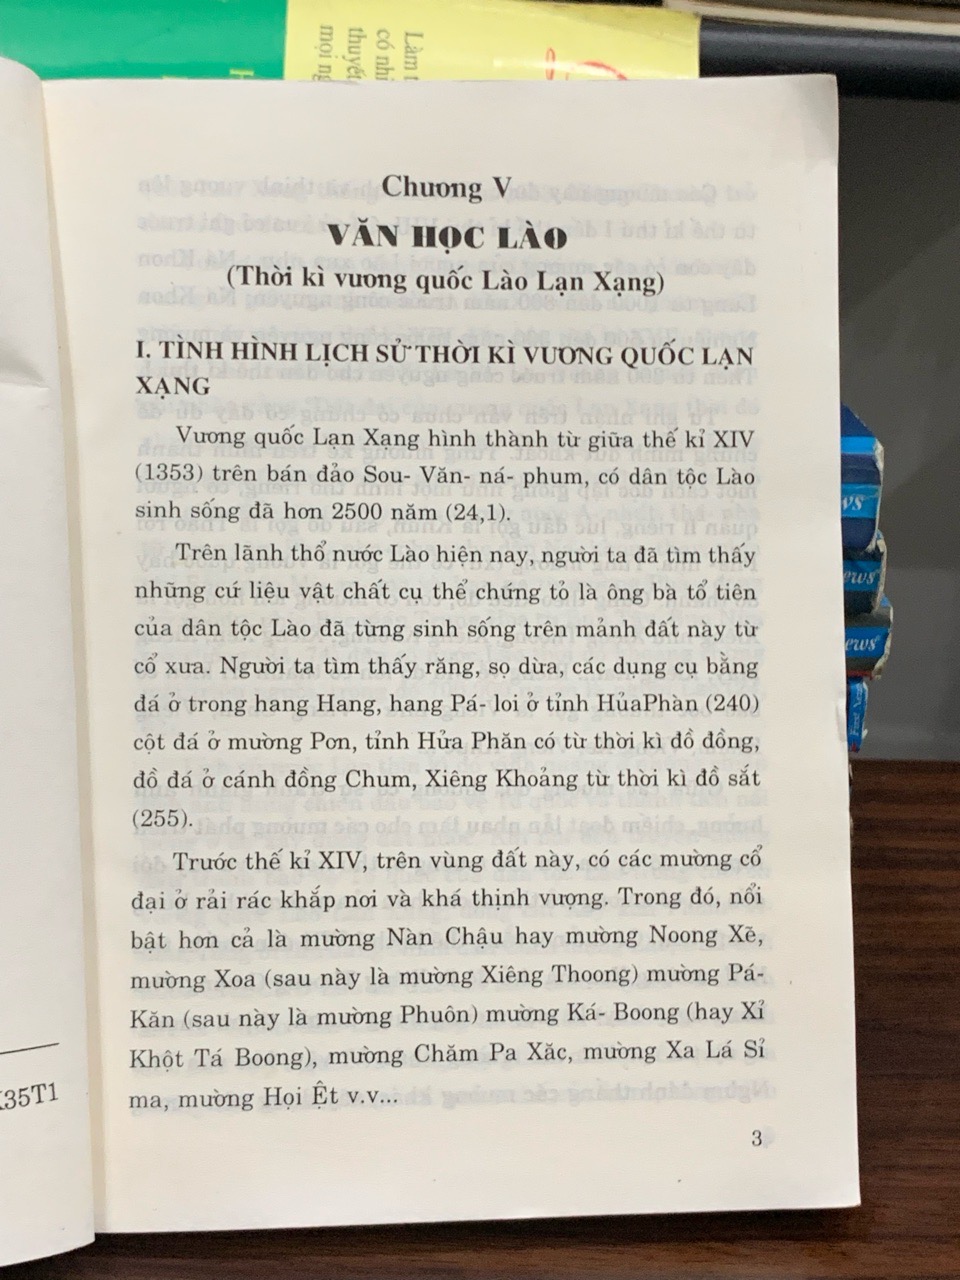 Làm t
có nhi
thuyết
mọi ng
Chương V
VĂN HỌC LÀO
(Thời kì vương quốc Lào Lạn Xạng)
I. TÌNH HÌNH LỊCH SỬ THỜI KÌ VƯƠNG QUỐC LẠN
XẠNG
Vương quốc Lạn Xạng hình thành từ giữa thế kỉ XIV
(1353) trên bán đảo Sou- Văn- ná- phum, có dân tộc Lào
sinh sống đã hơn 2500 năm (24,1).
Trên lãnh thổ nước Lào hiện nay, người ta đã tìm thấy
những cứ liệu vật chất cụ thể chứng tỏ là ông bà tổ tiên
của dân tộc Lào đã từng sinh sống trên mảnh đất này từ
cổ xưa. Người ta tìm thấy răng, sọ dừa, các dụng cụ bằng
đá ở trong hang Hang, hang Pá- loi ở tỉnh HủaPhàn (240)
cột đá ở mường Pơn, tỉnh Hửa Phăn có từ thời kì đồ đồng,
đồ đá ở cánh đồng Chum, Xiêng Khoảng từ thời kì đồ sắt
(255).
Trước thế kỉ XIV, trên vùng đất này, có các mường cổ
đại ở rải rác khắp nơi và khá thịnh vượng. Trong đó, nổi
bật hơn cả là mường Nàn Chậu hay mường Noong Xẽ,
mường Xoa (sau này là mường Xiêng Thoong) mường Pá-
Kăn (sau này là mường Phuôn) mường Ká- Boong (hay Xỉ
Khột Tá Boong), mường Chăm Pa Xăc, mường Xa Lá Sỉ
ma, mường Họi Ệt v.v...
3
K35T1
ws
ews
ews